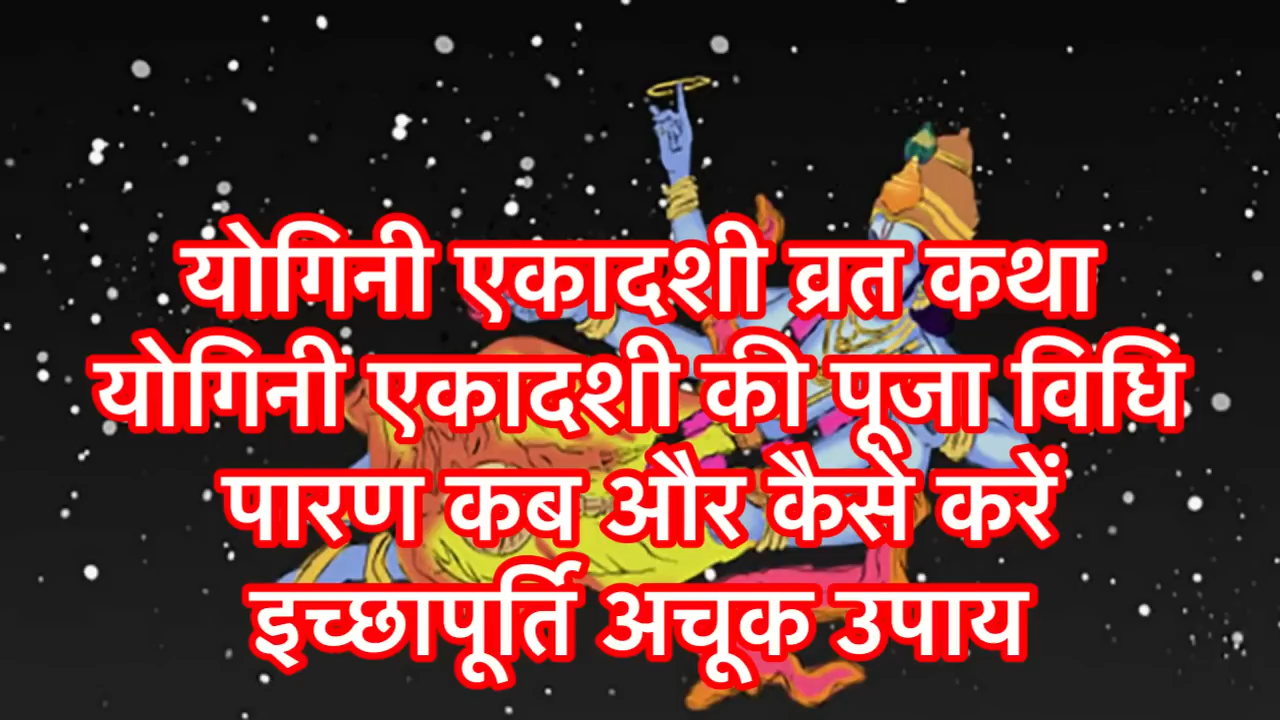 योगिनी एकादशी व्रत कथा
योगिनी एकादशी की पूजा विधि
पारण कब और कैसे करें
इच्छापूर्ति अचूक उपाय